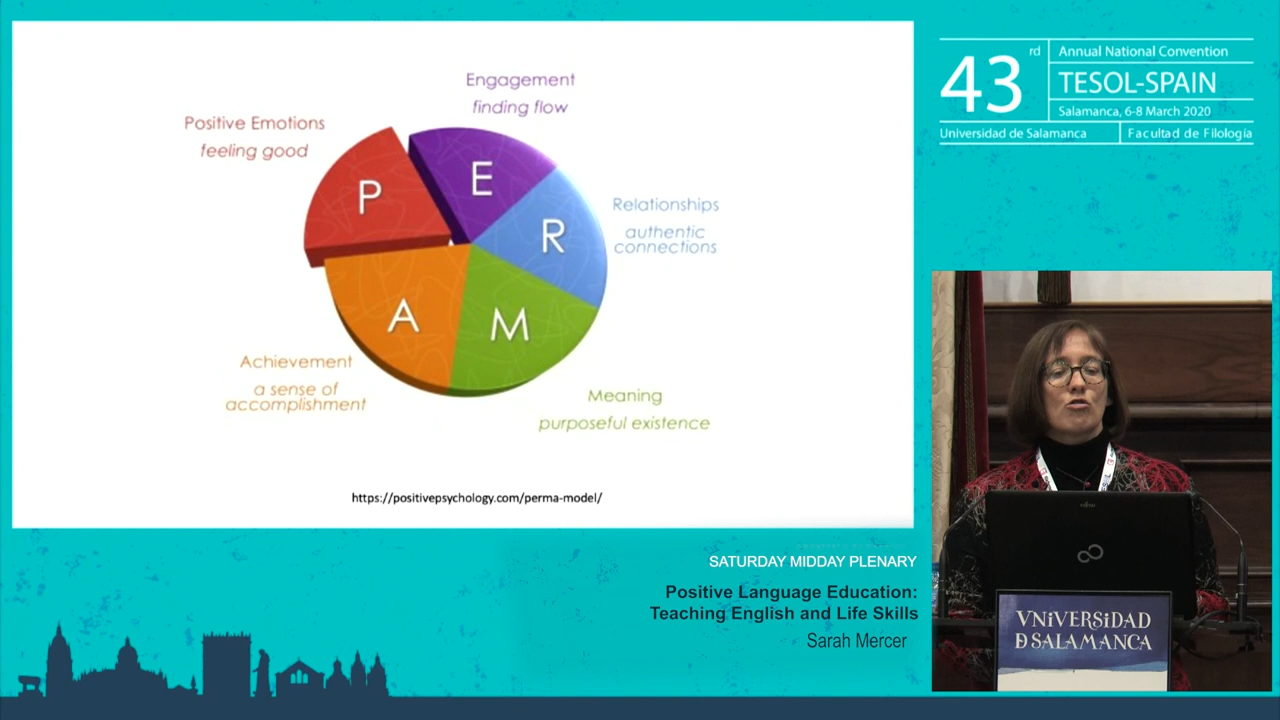 Engagement
finding flow
Positive Emotions
feeling good
P
E
R
Relationships
authentic
connections
A
M
Achievement
a sense of
accomplishment
Meaning
purposeful existence
https://positivepsychology.com/perma-model/
43rd
Annual National Convention
TESOL-SPAIN
Salamanca, 6-8 March 2020
Universidad de Salamanca
Facultad de Filología
SATURDAY MIDDAY PLENARY
Positive Language Education:
Teaching English and Life Skills
Sarah Mercer
VNiVERSiDAD
Ð SALAMANCA